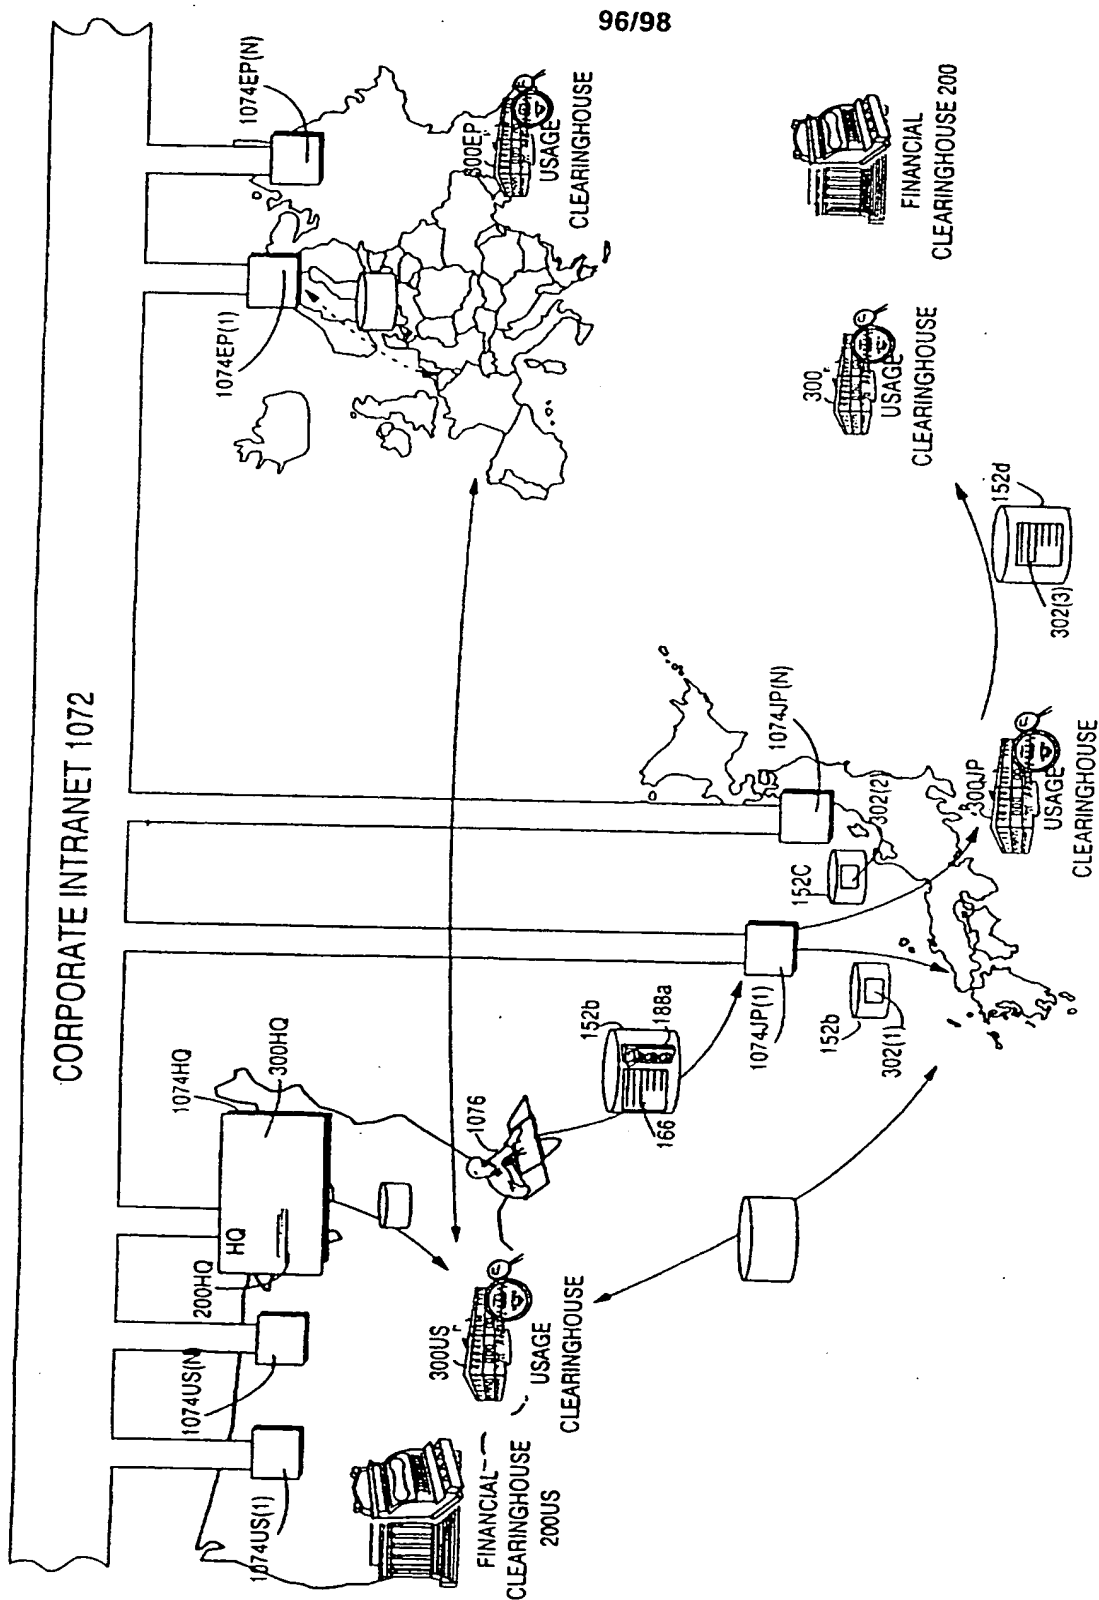 96/98
CORPORATE INTRANET 1072
1074HQ
300HQ
HQ
200HQ
1074US(N
1074US(1)
FINANCIAL
CLEARINGHOUSE
200US
300US
USAGE
CLEARINGHOUSE
1076
152b
188a
166
1074JP(1)
152b
302(1)
152C
302(2)
1074JP(N)
300JP
USAGE
CLEARINGHOUSE
152d
302(3)
300
USAGE
CLEARINGHOUSE
FINANCIAL
CLEARINGHOUSE 200
1074EP(1)
1074EP(N)
300EP
USAGE
CLEARINGHOUSE